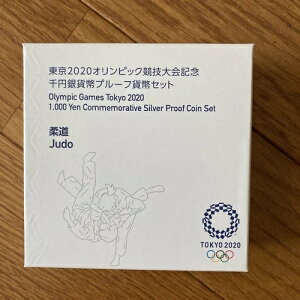 東京2020オリンピック競技大会記念
千円銀貨幣プルーフ貨幣セット
Olympic Games Tokyo 2020
1,000 Yen Commemorative Silver Proof Coin Set
柔道
Judo
TOKYO 2020